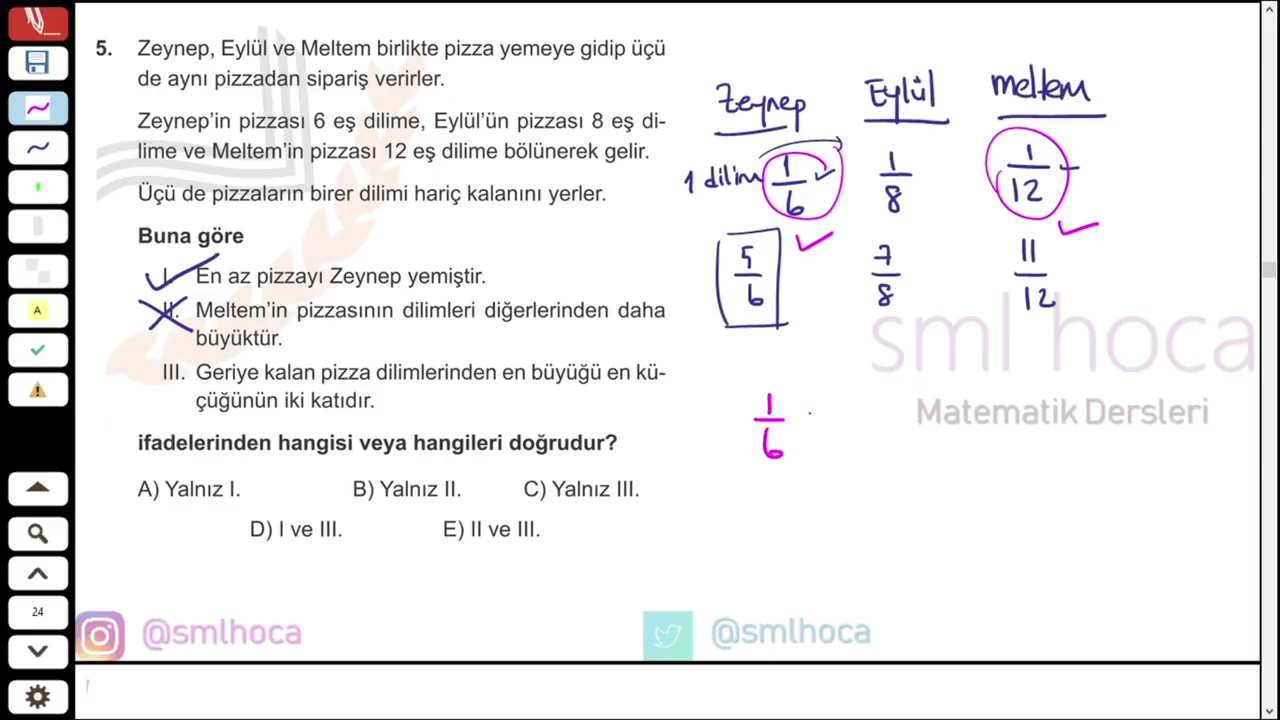 5. Zeynep, Eylül ve Meltem birlikte pizza yemeye gidip üçü
de aynı pizzadan sipariş verirler.
Zeynep'in pizzası 6 eş dilime, Eylül'ün pizzası 8 eş di-
lime ve Meltem'in pizzası 12 eş dilime bölünerek gelir.
Üçü de pizzaların birer dilimi hariç kalanını yerler.
Buna göre
I. En az pizzayı Zeynep yemiştir.
II. Meltem'in pizzasının dilimleri diğerlerinden daha
büyüktür.
III. Geriye kalan pizza dilimlerinden en büyüğü en kü-
çüğünün iki katıdır.
ifadelerinden hangisi veya hangileri doğrudur?
A) Yalnız I. B) Yalnız II. C) Yalnız III.
D) I ve III. E) II ve III.
Zeynep Eylül meltem
1 dilim 1/6 1/8 1/12
5/6 7/8 11/12
1/6
sml hoca
Matematik Dersleri
@smlhoca @smlhoca
A
24